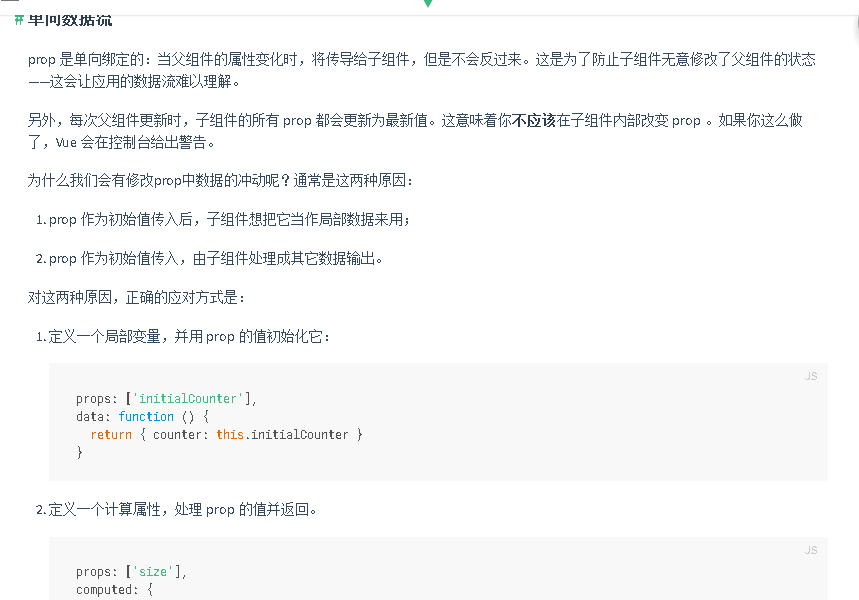 # 单向数据流
prop 是单向绑定的：当父组件的属性变化时，将传导给子组件，但是不会反过来。这是为了防止子组件无意修改了父组件的状态
——这会让应用的数据流难以理解。
另外，每次父组件更新时，子组件的所有 prop 都会更新为最新值。这意味着你不应该在子组件内部改变 prop 。如果你这么做
了，Vue 会在控制台给出警告。
为什么我们会有修改prop中数据的冲动呢？通常是这两种原因：
1. prop 作为初始值传入后，子组件想把它当作局部数据来用；
2. prop 作为初始值传入，由子组件处理成其它数据输出。
对这两种原因，正确的应对方式是：
1. 定义一个局部变量，并用 prop 的值初始化它：
JS
props: ['initialCounter'],
data: function () {
return { counter: this.initialCounter }
}
2. 定义一个计算属性，处理 prop 的值并返回。
JS
props: ['size'],
computed: {